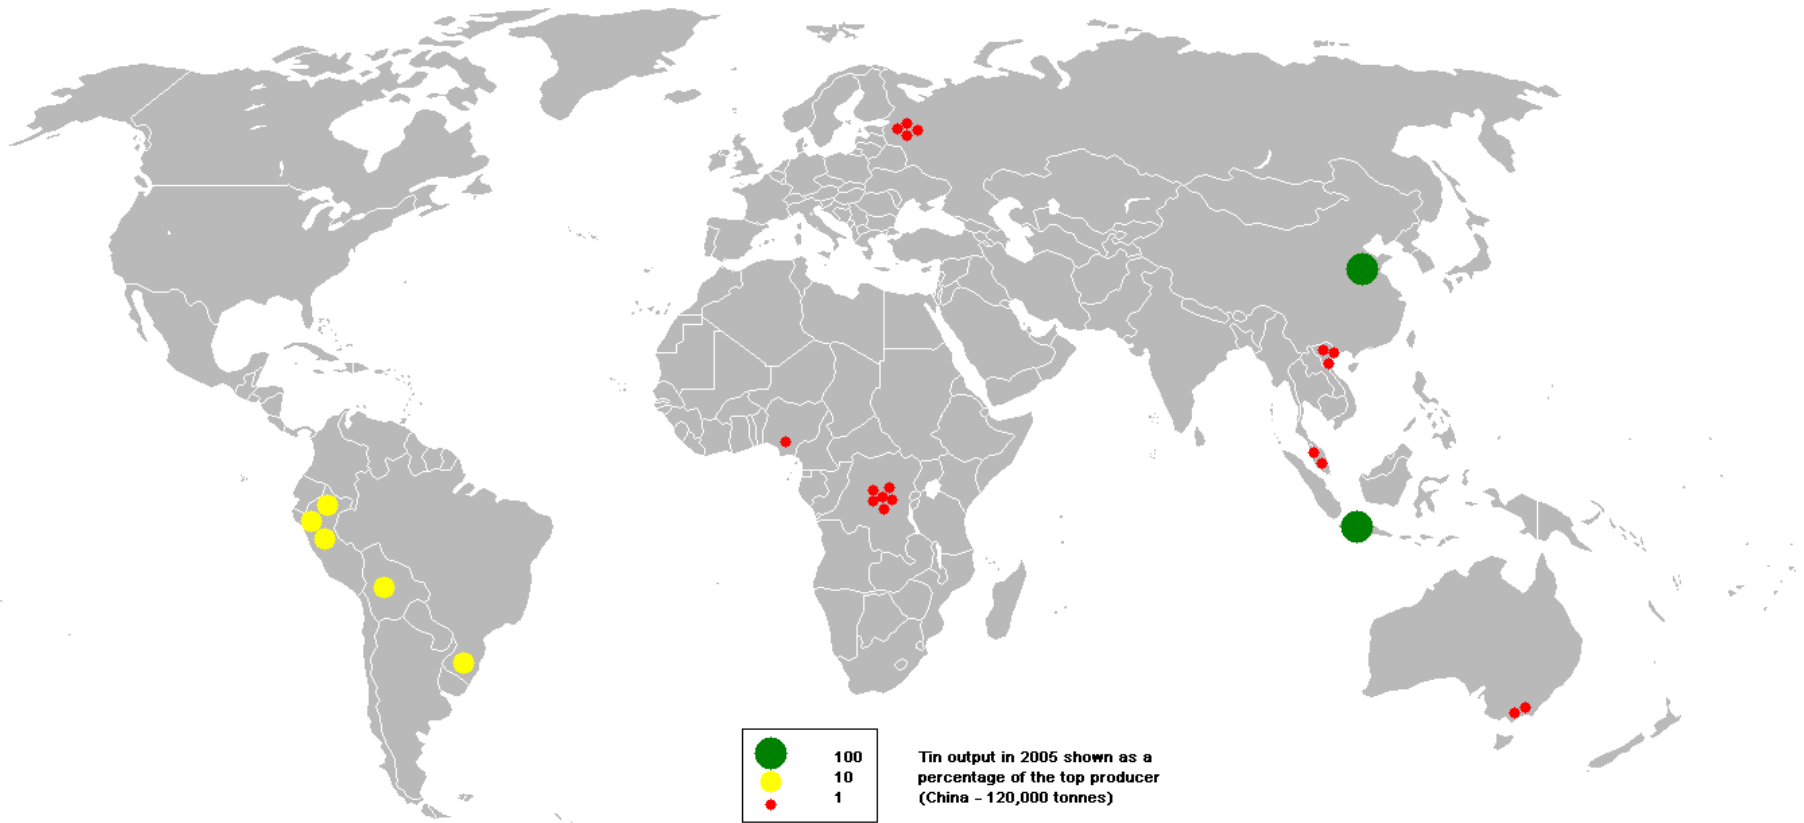 100
10
1
Tin output in 2005 shown as a
percentage of the top producer
(China - 120,000 tonnes)